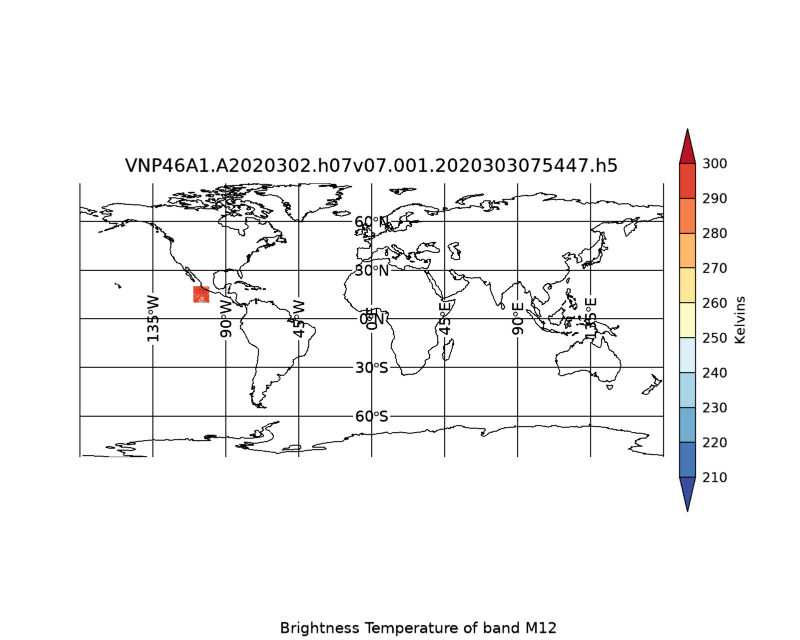 VNP46A1.A2020302.h07v07.001.2020303075447.h5
60°N
30°N
0°N
30°S
60°S
135°W
90°W
45°W
0°E
45°E
90°E
135°E
300
290
280
270
260
250
240
230
220
210
Kelvins
Brightness Temperature of band M12